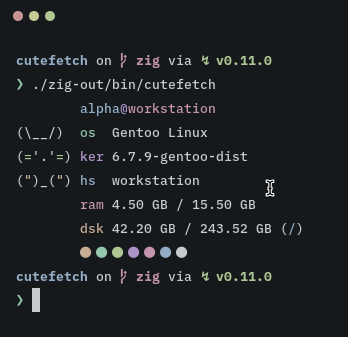 cutefetch on zig via ↯ v0.11.0
❯ ./zig-out/bin/cutefetch
alpha@workstation
(\__/) os Gentoo Linux
(='.'=) ker 6.7.9-gentoo-dist
(")_(") hs workstation
ram 4.50 GB / 15.50 GB
dsk 42.20 GB / 243.52 GB (/)
cutefetch on zig via ↯ v0.11.0
❯